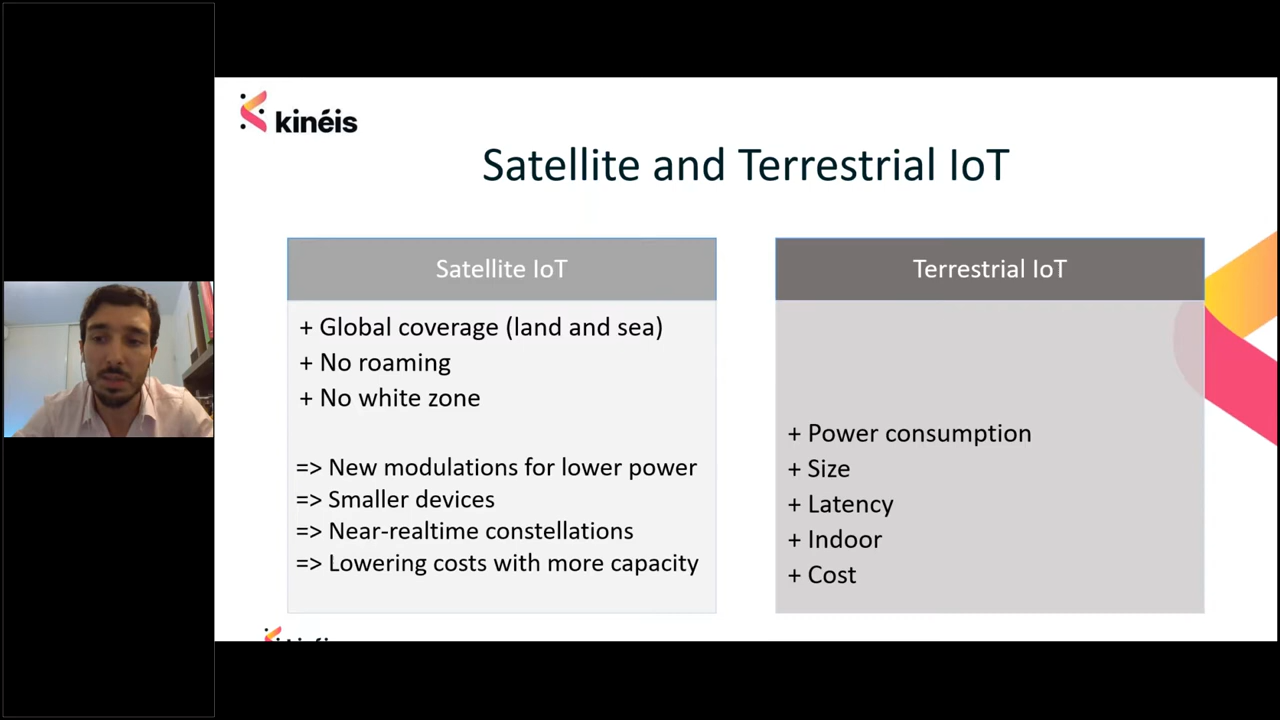 kinéis
Satellite and Terrestrial IoT
Satellite IoT
+ Global coverage (land and sea)
+ No roaming
+ No white zone
=> New modulations for lower power
=> Smaller devices
=> Near-realtime constellations
=> Lowering costs with more capacity
Terrestrial IoT
+ Power consumption
+ Size
+ Latency
+ Indoor
+ Cost